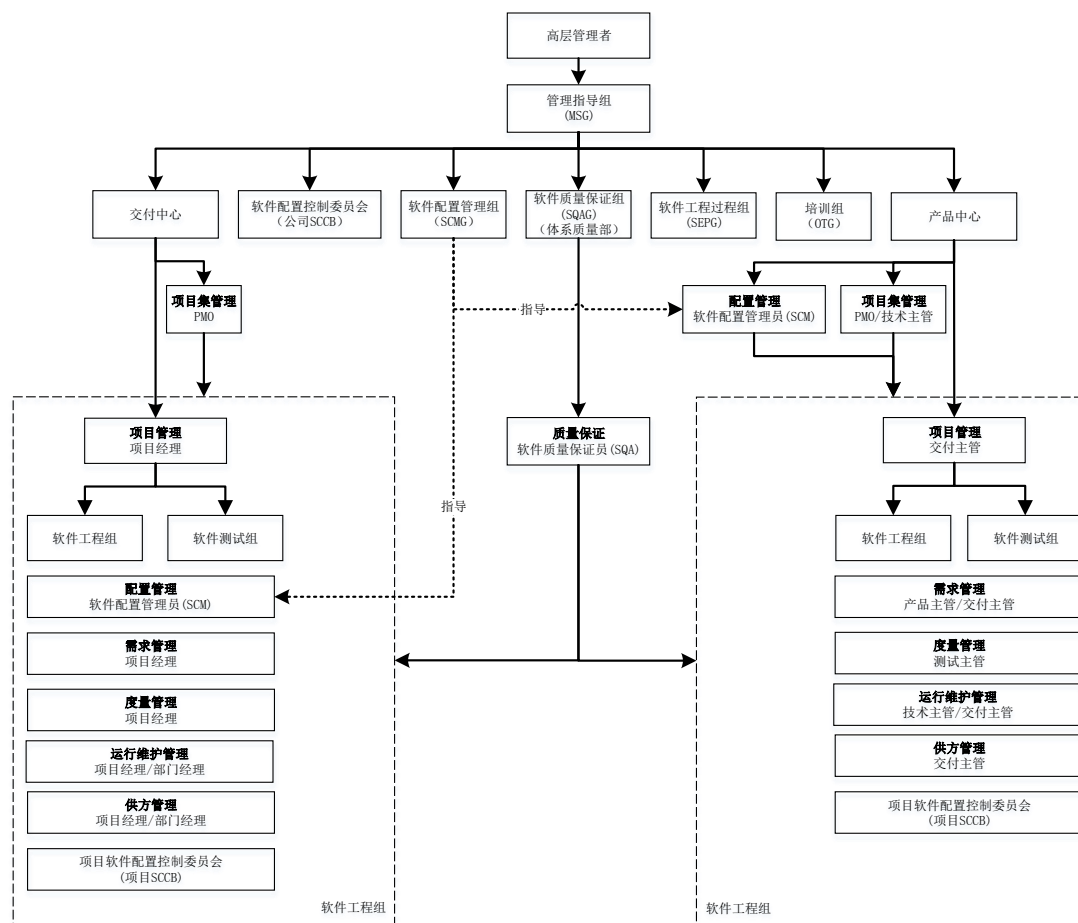 高层管理者
管理指导组
(MSG)
交付中心
软件配置控制委员会
（公司SCCB）
软件配置管理组
（SCMG）
软件质量保证组
(SQAG)
（体系质量部）
软件工程过程组
(SEPG)
培训组
（OTG）
产品中心
项目集管理
PMO
指导
配置管理
软件配置管理员(SCM)
项目集管理
PMO/技术主管
项目管理
项目经理
质量保证
软件质量保证员(SQA)
项目管理
交付主管
指导
软件工程组
软件测试组
软件工程组
软件测试组
配置管理
软件配置管理员(SCM)
需求管理
项目经理
度量管理
项目经理
运行维护管理
项目经理/部门经理
供方管理
项目经理/部门经理
项目软件配置控制委员会
(项目SCCB)
软件工程组
需求管理
产品主管/交付主管
度量管理
测试主管
运行维护管理
技术主管/交付主管
供方管理
交付主管
项目软件配置控制委员会
(项目SCCB)
软件工程组